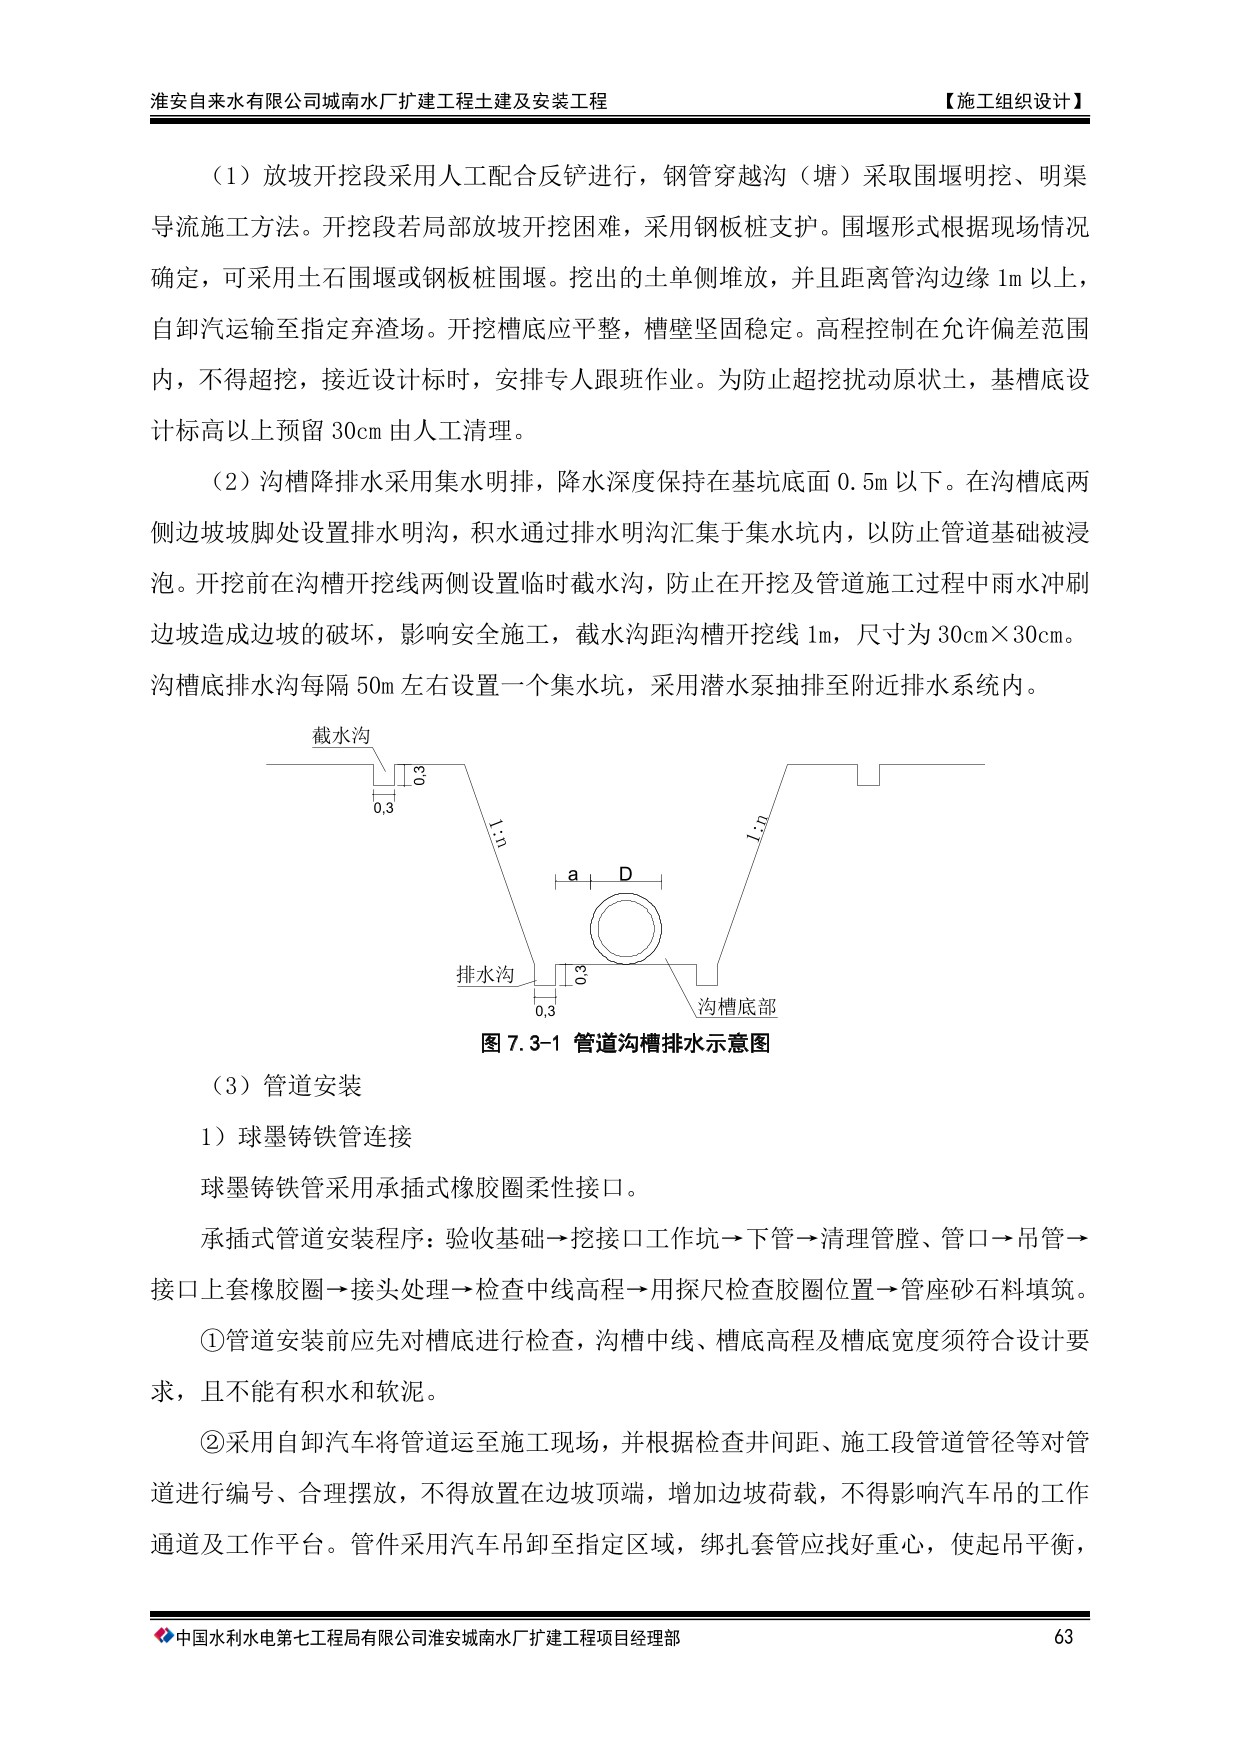 淮安自来水有限公司城南水厂扩建工程土建及安装工程 【施工组织设计】
（1）放坡开挖段采用人工配合反铲进行，钢管穿越沟（塘）采取围堰明挖、明渠
导流施工方法。开挖段若局部放坡开挖困难，采用钢板桩支护。围堰形式根据现场情况
确定，可采用土石围堰或钢板桩围堰。挖出的土单侧堆放，并且距离管沟边缘 1m 以上，
自卸汽运输至指定弃渣场。开挖槽底应平整，槽壁坚固稳定。高程控制在允许偏差范围
内，不得超挖，接近设计标时，安排专人跟班作业。为防止超挖扰动原状土，基槽底设
计标高以上预留 30cm 由人工清理。
（2）沟槽降排水采用集水明排，降水深度保持在基坑底面 0.5m 以下。在沟槽底两
侧边坡坡脚处设置排水明沟，积水通过排水明沟汇集于集水坑内，以防止管道基础被浸
泡。开挖前在沟槽开挖线两侧设置临时截水沟，防止在开挖及管道施工过程中雨水冲刷
边坡造成边坡的破坏，影响安全施工，截水沟距沟槽开挖线 1m，尺寸为 30cm×30cm。
沟槽底排水沟每隔 50m 左右设置一个集水坑，采用潜水泵抽排至附近排水系统内。
截水沟
0,3
0,3
1:n
1:n
a D
排水沟
0,3
0,3
沟槽底部
图 7.3-1 管道沟槽排水示意图
（3）管道安装
1）球墨铸铁管连接
球墨铸铁管采用承插式橡胶圈柔性接口。
承插式管道安装程序：验收基础→挖接口工作坑→下管→清理管膛、管口→吊管→
接口上套橡胶圈→接头处理→检查中线高程→用探尺检查胶圈位置→管座砂石料填筑。
①管道安装前应先对槽底进行检查，沟槽中线、槽底高程及槽底宽度须符合设计要
求，且不能有积水和软泥。
②采用自卸汽车将管道运至施工现场，并根据检查井间距、施工段管道管径等对管
道进行编号、合理摆放，不得放置在边坡顶端，增加边坡荷载，不得影响汽车吊的工作
通道及工作平台。管件采用汽车吊卸至指定区域，绑扎套管应找好重心，使起吊平衡，
中国水利水电第七工程局有限公司淮安城南水厂扩建工程项目经理部 63